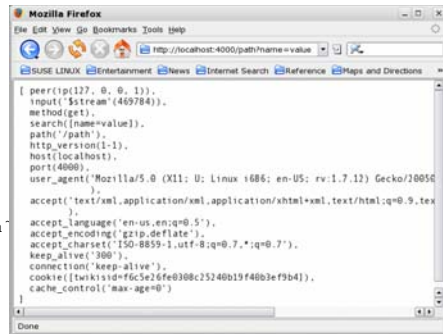 Mozilla Firefox
File Edit View Go Bookmarks Tools Help
http://localhost:4000/path?name=value
SUSE LINUX Entertainment News Internet Search Reference Maps and Directions »
[ peer(ip(127, 0, 0, 1)),
input('$stream'(469784)),
method(get),
search([name=value]),
path('/path'),
http_version(1-1),
host(localhost),
port(4000),
user_agent('Mozilla/5.0 (X11; U; Linux i686; en-US; rv:1.7.12) Gecko/20050
),
accept('text/xml,application/xml,application/xhtml+xml,text/html;q=0.9,tex
),
accept_language('en-us,en;q=0.5'),
accept_encoding('gzip,deflate'),
accept_charset('ISO-8859-1,utf-8;q=0.7,*;q=0.7'),
keep_alive('300'),
connection('keep-alive'),
cookie([twikisid=f6c5e26fe0308c25240b19f40b3ef9b4]),
cache_control('max-age=0')
]
Done